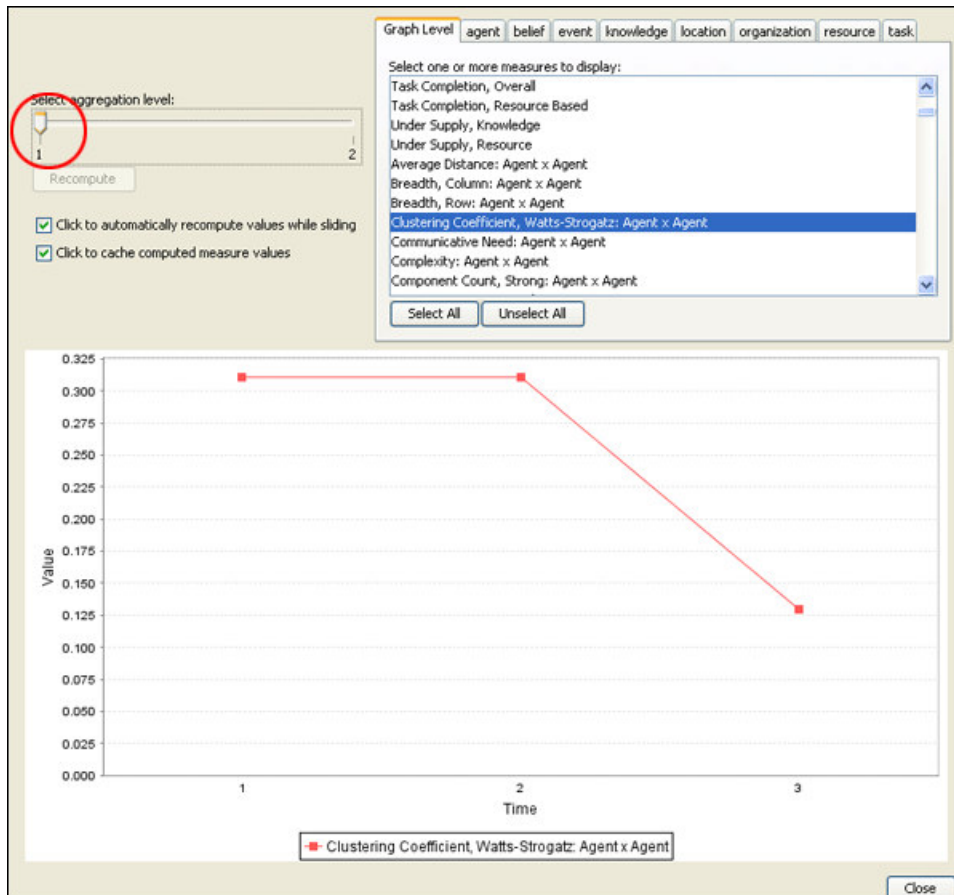 Graph Level agent belief event knowledge location organization resource task
Select one or more measures to display:
Task Completion, Overall
Task Completion, Resource Based
Under Supply, Knowledge
Under Supply, Resource
Average Distance: Agent x Agent
Breadth, Column: Agent x Agent
Breadth, Row: Agent x Agent
Clustering Coefficient, Watts-Strogatz: Agent x Agent
Communicative Need: Agent x Agent
Complexity: Agent x Agent
Component Count, Strong: Agent x Agent
Select All Unselect All
Select aggregation level:
1 2
Recompute
Click to automatically recompute values while sliding
Click to cache computed measure values
0.325
0.300
0.275
0.250
0.225
0.200
0.175
0.150
0.125
0.100
0.075
0.050
0.025
0.000
Value
1 2 3
Time
Clustering Coefficient, Watts-Strogatz: Agent x Agent
Close